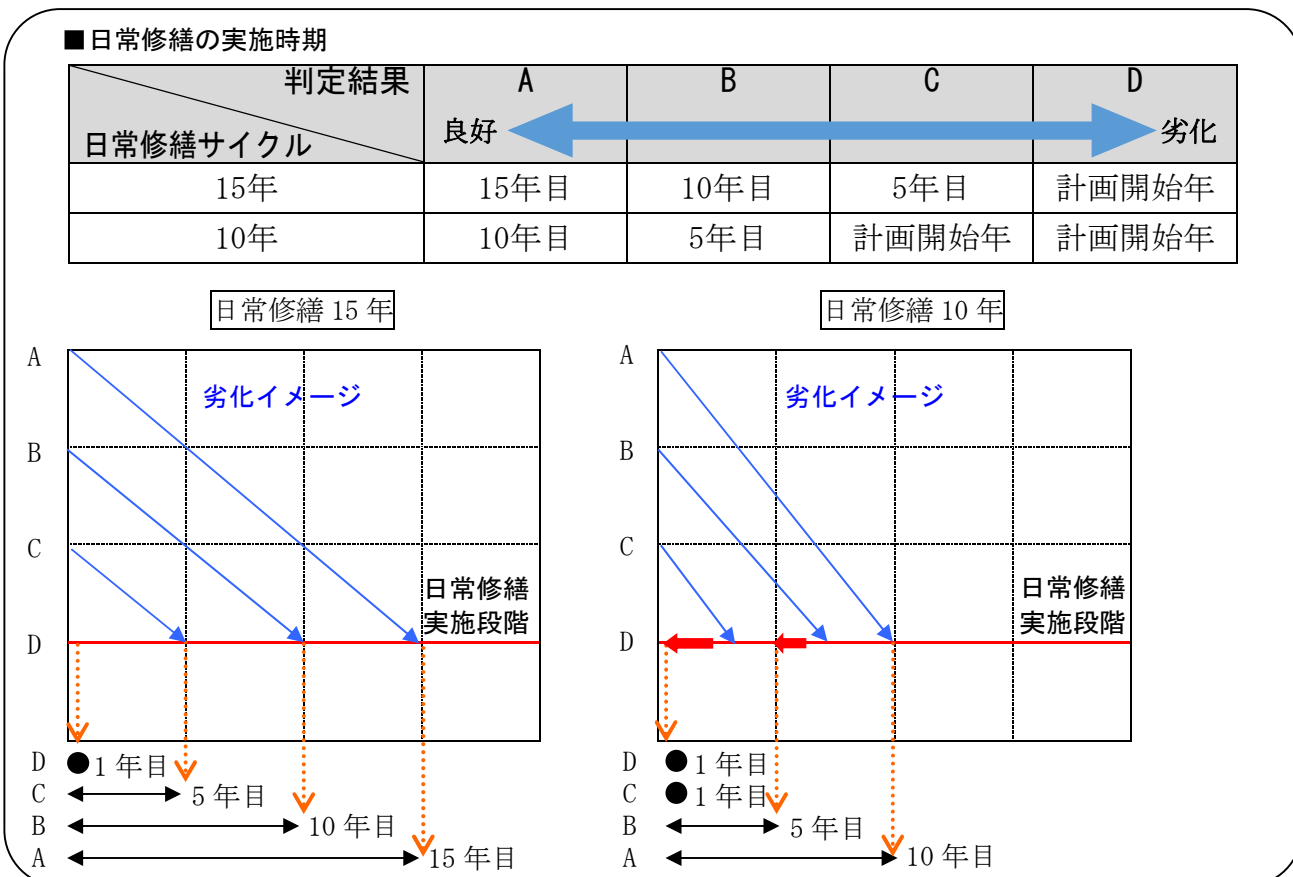 ■日常修繕の実施時期
判定結果 A B C D
日常修繕サイクル 良好 劣化
15年 15年目 10年目 5年目 計画開始年
10年 10年目 5年目 計画開始年 計画開始年
日常修繕 15 年
A
劣化イメージ
B
C
日常修繕
実施段階
D
D ●1 年目
C 5 年目
B 10 年目
A 15 年目
日常修繕 10 年
A
劣化イメージ
B
C
日常修繕
実施段階
D
D ●1 年目
C ●1 年目
B 5 年目
A 10 年目